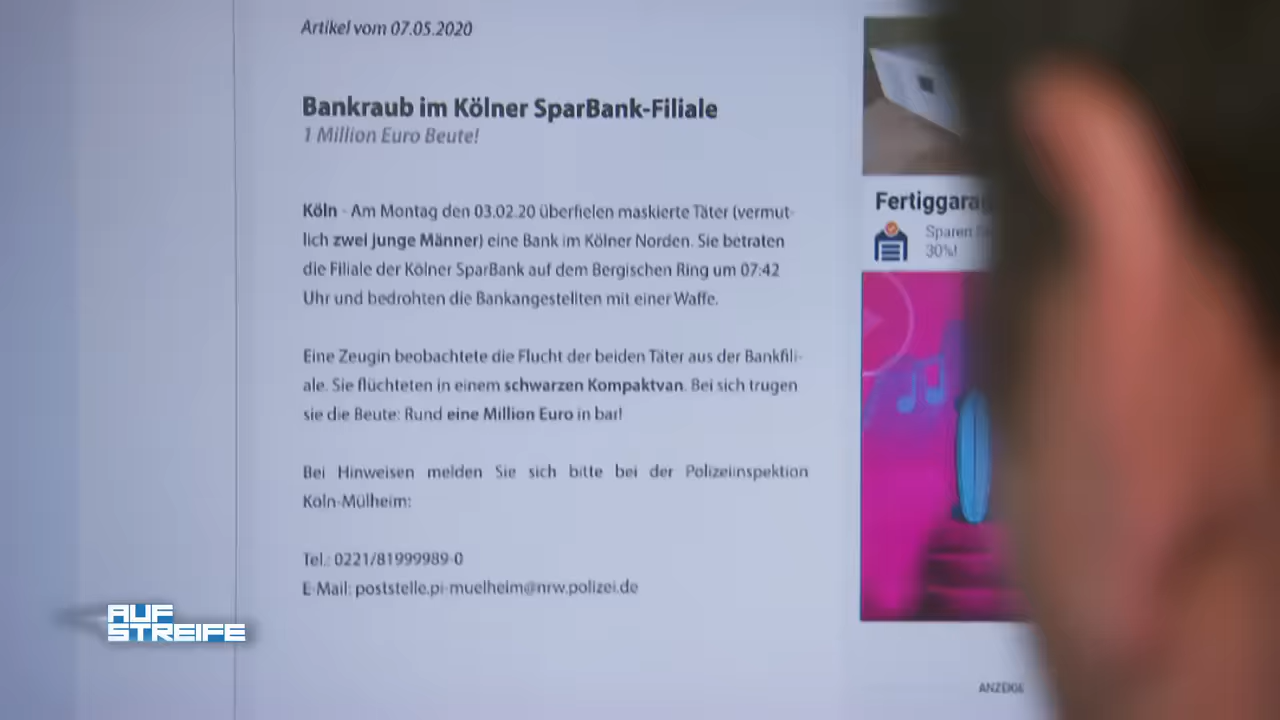 Artikel vom 07.05.2020
Bankraub im Kölner SparBank-Filiale
1 Million Euro Beute!
Köln - Am Montag den 03.02.20 überfielen maskierte Täter (vermut-
lich zwei junge Männer) eine Bank im Kölner Norden. Sie betraten
die Filiale der Kölner SparBank auf dem Bergischen Ring um 07:42
Uhr und bedrohten die Bankangestellten mit einer Waffe.
Eine Zeugin beobachtete die Flucht der beiden Täter aus der Bankfili-
ale. Sie flüchteten in einem schwarzen Kompaktvan. Bei sich trugen
sie die Beute: Rund eine Million Euro in bar!
Bei Hinweisen melden Sie sich bitte bei der Polizeiinspektion
Köln-Mülheim:
Tel.: 0221/81999989-0
E-Mail: poststelle.pi-muelheim@nrw.polizei.de
Sparen
30%!
ANZEIGE
AUF
STREIFE